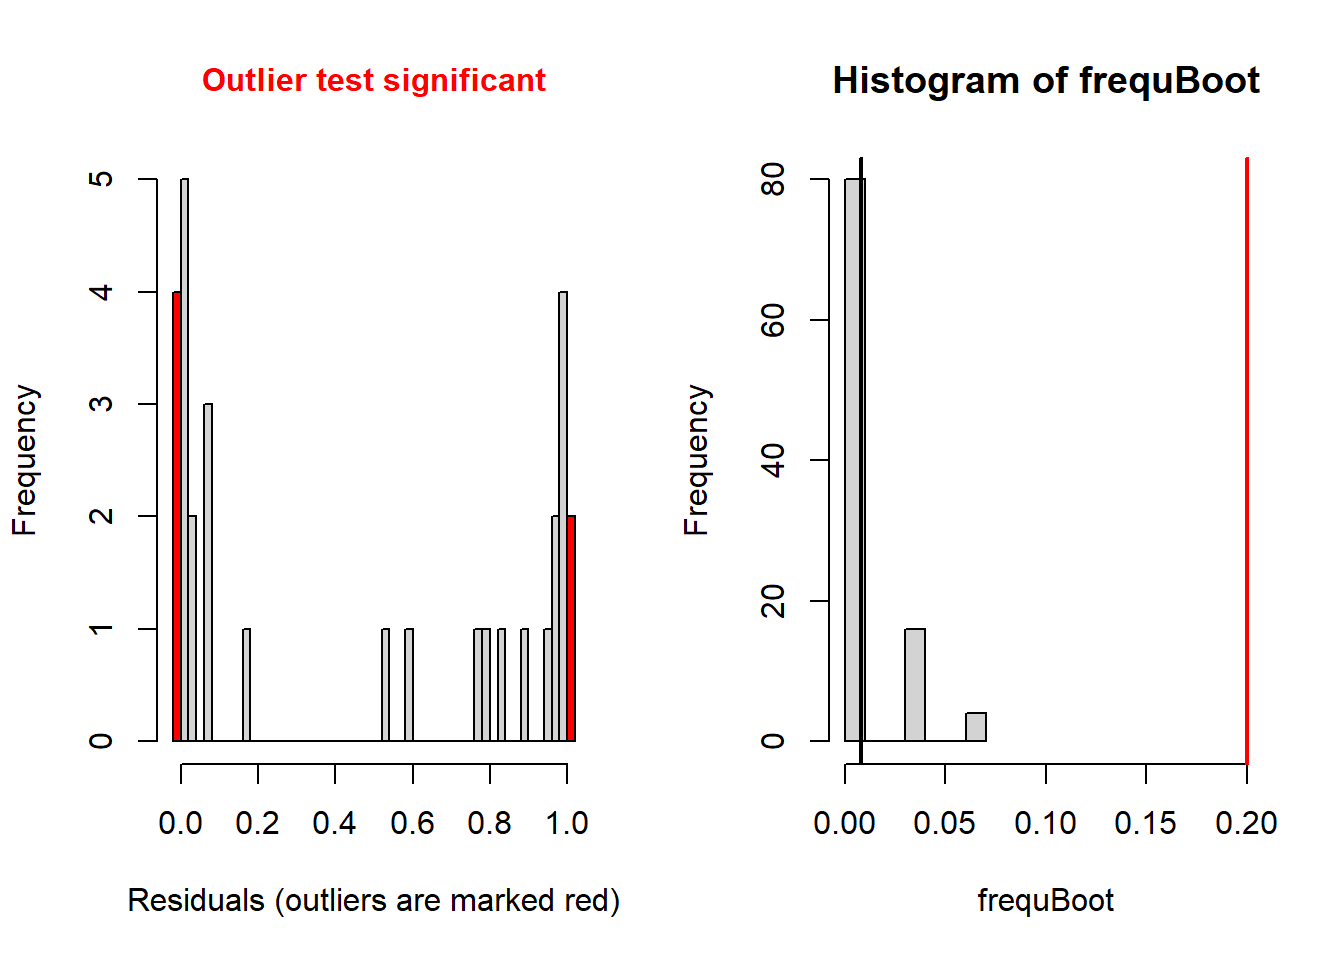 Outlier test significant
Frequency
5
4
3
2
1
0
0.0 0.2 0.4 0.6 0.8 1.0
Residuals (outliers are marked red)
Histogram of frequBoot
Frequency
80
60
40
20
0
0.00 0.05 0.10 0.15 0.20
frequBoot